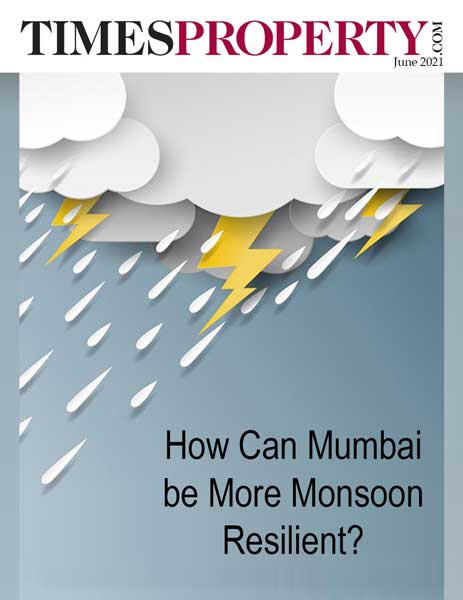 TIMESPROPERTY.COM
June 2021
How Can Mumbai
be More Monsoon
Resilient?